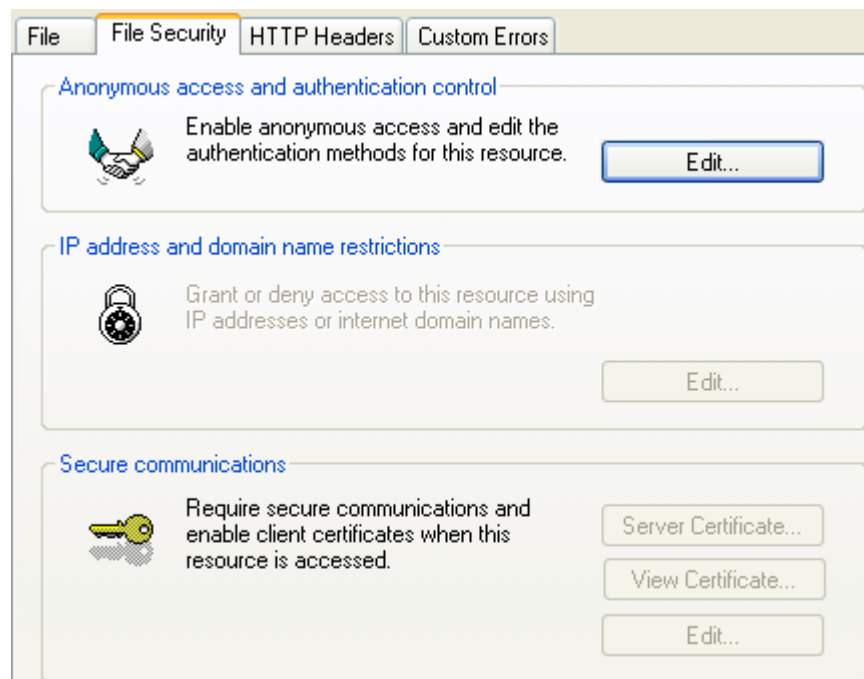 File
File Security
HTTP Headers
Custom Errors
Anonymous access and authentication control
Enable anonymous access and edit the
authentication methods for this resource.
Edit...
IP address and domain name restrictions
Grant or deny access to this resource using
IP addresses or internet domain names.
Edit...
Secure communications
Require secure communications and
enable client certificates when this
resource is accessed.
Server Certificate...
View Certificate...
Edit...